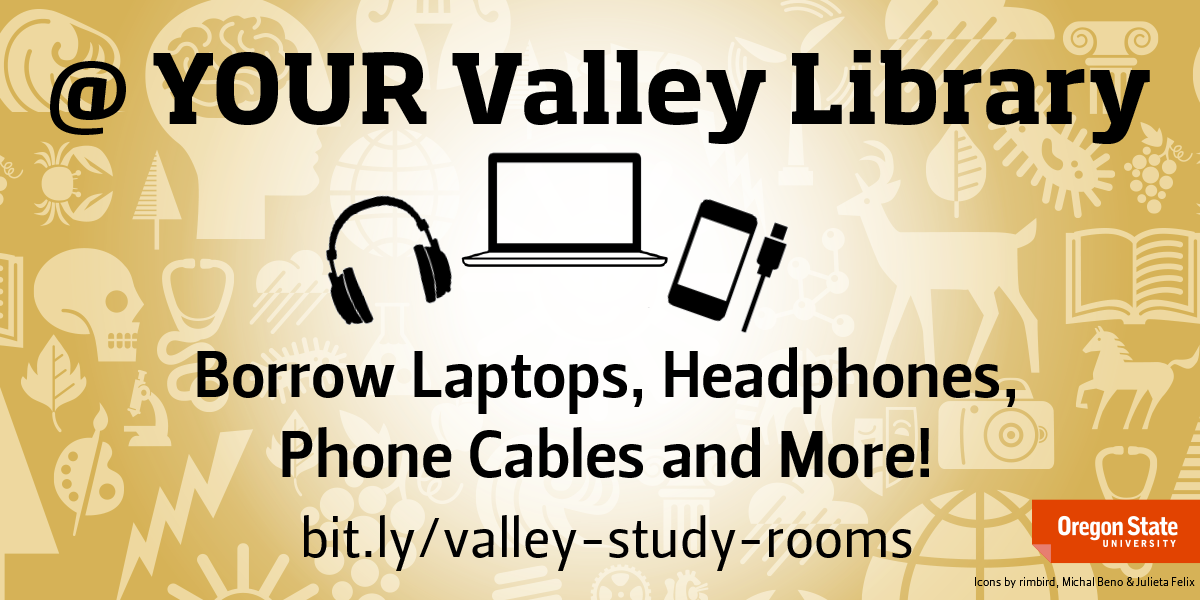 @ YOUR Valley Library
Borrow Laptops, Headphones,
Phone Cables and More!
bit.ly/valley-study-rooms
Oregon State
UNIVERSITY
Icons by rimbird, Michal Beno & Julieta Felix